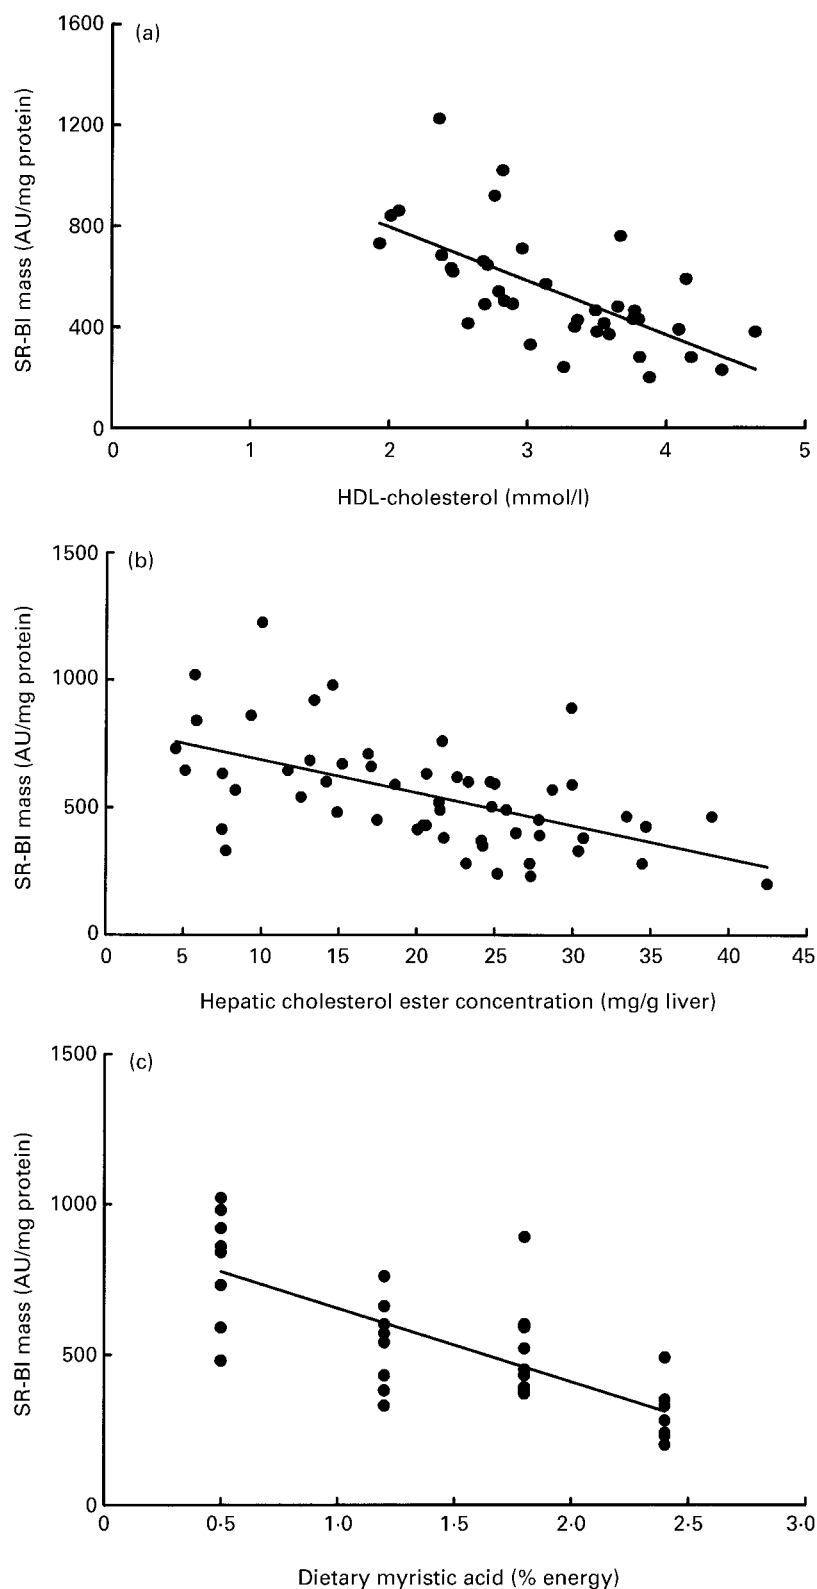 (a)
1600
1200
800
400
0
SR-BI mass (AU/mg protein)
0 1 2 3 4 5
HDL-cholesterol (mmol/l)
(b)
1500
1000
500
0
SR-BI mass (AU/mg protein)
0 5 10 15 20 25 30 35 40 45
Hepatic cholesterol ester concentration (mg/g liver)
(c)
1500
1000
500
0
SR-BI mass (AU/mg protein)
0 0·5 1·0 1·5 2·0 2·5 3·0
Dietary myristic acid (% energy)